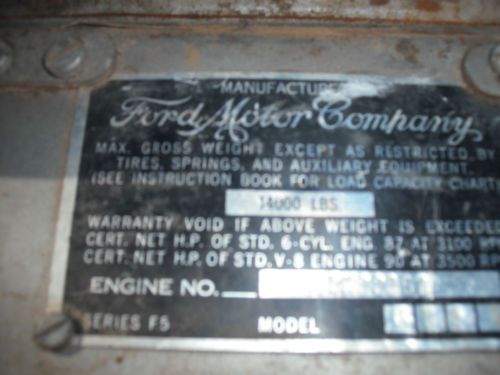 MANUFACTURED
Ford Motor Company
MAX. GROSS WEIGHT EXCEPT AS RESTRICTED BY
TIRES, SPRINGS, AND AUXILIARY EQUIPMENT.
(SEE INSTRUCTION BOOK FOR LOAD CAPACITY CHART
14000 LBS.
WARRANTY VOID IF ABOVE WEIGHT IS EXCEEDED
CERT. NET H.P. OF STD. 6-CYL. ENG. 87 AT 3100
CERT. NET H.P. OF STD. V-8 ENGINE 90 AT 3500
ENGINE NO.
SERIES F5 MODEL